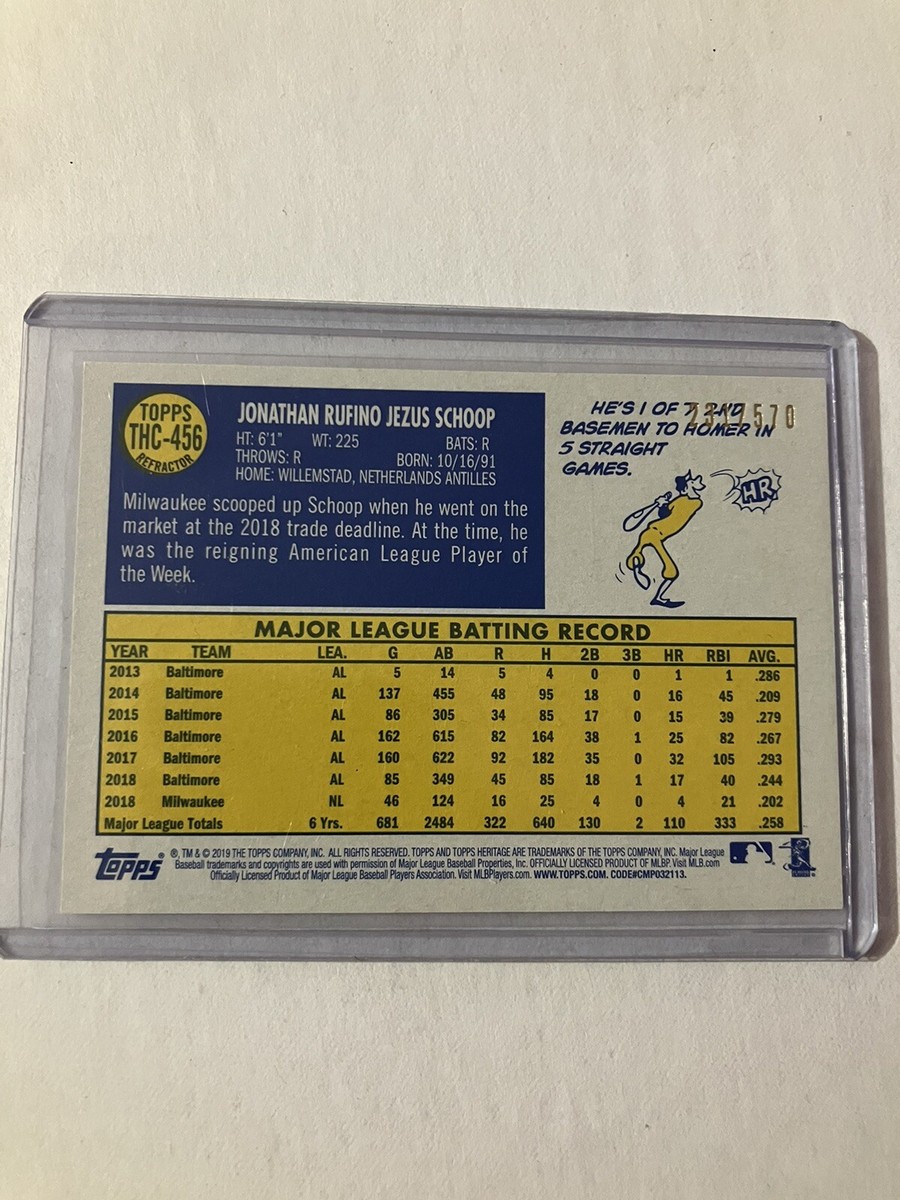 TOPPS
THC-456
REFRACTOR
JONATHAN RUFINO JEZUS SCHOOP
HT: 6'1" WT: 225 BATS: R
THROWS: R BORN: 10/16/91
HOME: WILLEMSTAD, NETHERLANDS ANTILLES
Milwaukee scooped up Schoop when he went on the
market at the 2018 trade deadline. At the time, he
was the reigning American League Player of
the Week.
HE'S 1 OF 7 2ND
BASEMEN TO HOMER IN
5 STRAIGHT
GAMES.
HR
MAJOR LEAGUE BATTING RECORD
YEAR TEAM LEA. G AB R H 2B 3B HR RBI AVG.
2013 Baltimore AL 5 14 5 4 0 0 1 1 .286
2014 Baltimore AL 137 455 48 95 18 0 16 45 .209
2015 Baltimore AL 86 305 34 85 17 0 15 39 .279
2016 Baltimore AL 162 615 82 164 38 1 25 82 .267
2017 Baltimore AL 160 622 92 182 35 0 32 105 .293
2018 Baltimore AL 85 349 45 85 18 1 17 40 .244
2018 Milwaukee NL 46 124 16 25 4 0 4 21 .202
Major League Totals 6 Yrs. 681 2484 322 640 130 2 110 333 .258
topps
®, TM & © 2019 THE TOPPS COMPANY, INC. ALL RIGHTS RESERVED. TOPPS AND TOPPS HERITAGE ARE TRADEMARKS OF THE TOPPS COMPANY, INC. Major League
Baseball trademarks and copyrights are used with permission of Major League Baseball Properties, Inc. OFFICIALLY LICENSED PRODUCT OF MLBP. Visit MLB.com
Officially Licensed Product of Major League Baseball Players Association. Visit MLBPlayers.com. WWW.TOPPS.COM. CODE#CMP032113.